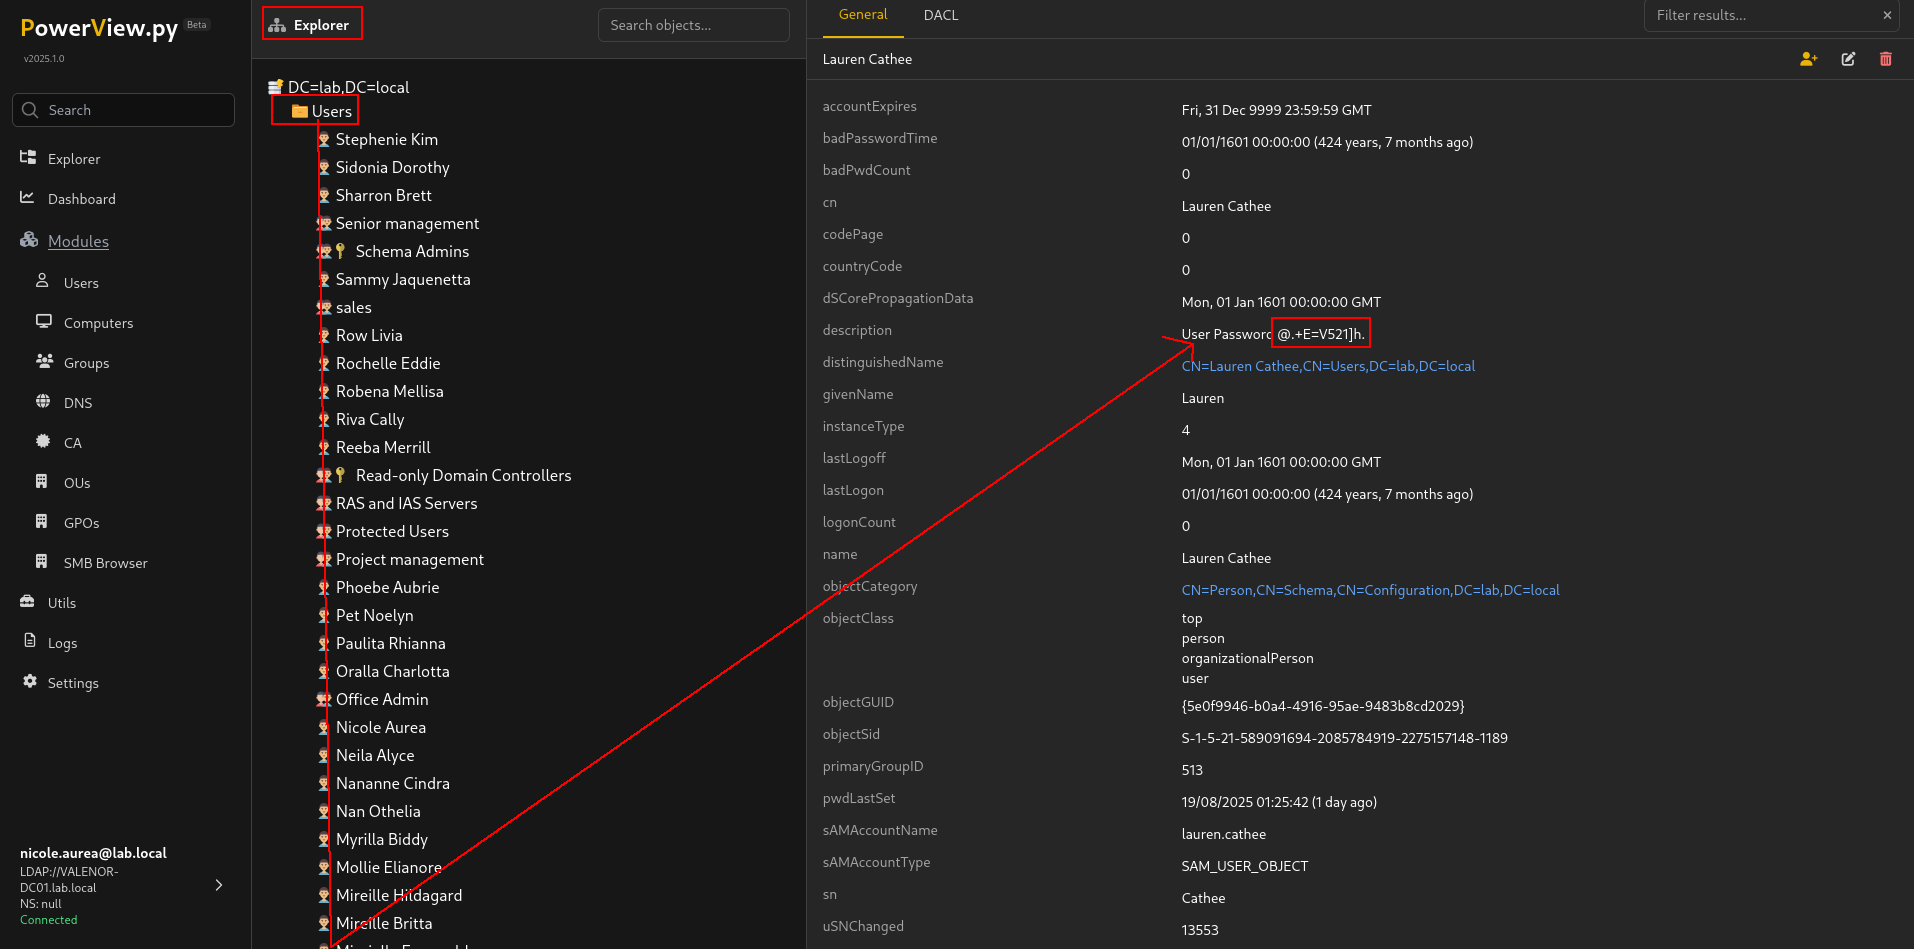 PowerView.py Beta
v2025.1.0
Search
Explorer
Dashboard
Modules
Users
Computers
Groups
DNS
CA
OUs
GPOs
SMB Browser
Utils
Logs
Settings
nicole.aurea@lab.local
LDAP://VALENOR-
DC01.lab.local
NS: null
Connected
Explorer
Search objects...
DC=lab,DC=local
Users
Stephenie Kim
Sidonia Dorothy
Sharron Brett
Senior management
Schema Admins
Sammy Jaquenetta
sales
Row Livia
Rochelle Eddie
Robena Mellisa
Riva Cally
Reeba Merrill
Read-only Domain Controllers
RAS and IAS Servers
Protected Users
Project management
Phoebe Aubrie
Pet Noelyn
Paulita Rhianna
Oralla Charlotta
Office Admin
Nicole Aurea
Neila Alyce
Nananne Cindra
Nan Othelia
Myrilla Biddy
Mollie Elianore
Mireille Hildagard
Mireille Britta
General DACL
Filter results...
Lauren Cathee
accountExpires Fri, 31 Dec 9999 23:59:59 GMT
badPasswordTime 01/01/1601 00:00:00 (424 years, 7 months ago)
badPwdCount 0
cn Lauren Cathee
codePage 0
countryCode 0
dSCorePropagationData Mon, 01 Jan 1601 00:00:00 GMT
description User Password @.+E=V521]h.
distinguishedName CN=Lauren Cathee,CN=Users,DC=lab,DC=local
givenName Lauren
instanceType 4
lastLogoff Mon, 01 Jan 1601 00:00:00 GMT
lastLogon 01/01/1601 00:00:00 (424 years, 7 months ago)
logonCount 0
name Lauren Cathee
objectCategory CN=Person,CN=Schema,CN=Configuration,DC=lab,DC=local
objectClass top
person
organizationalPerson
user
objectGUID {5e0f9946-b0a4-4916-95ae-9483b8cd2029}
objectSid S-1-5-21-589091694-2085784919-2275157148-1189
primaryGroupID 513
pwdLastSet 19/08/2025 01:25:42 (1 day ago)
sAMAccountName lauren.cathee
sAMAccountType SAM_USER_OBJECT
sn Cathee
uSNChanged 13553